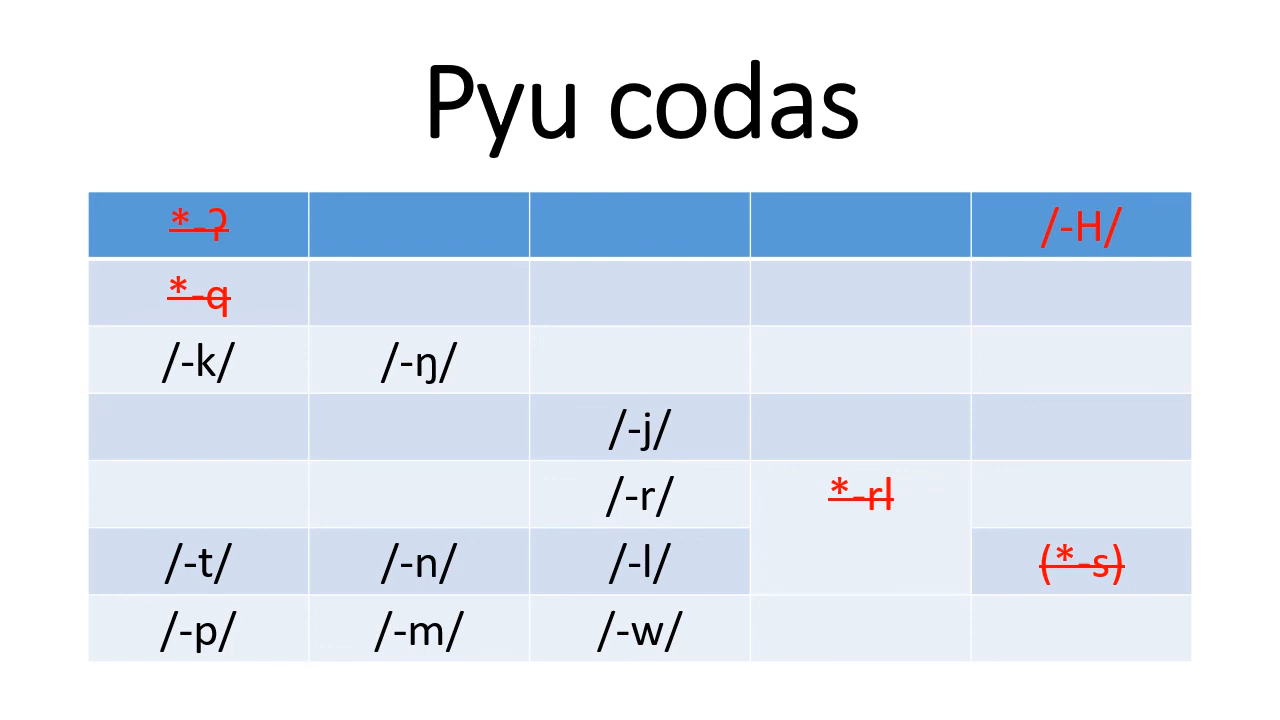 Pyu codas
*-ʔ /-H/
*-q
/-k/ /-ŋ/
/-j/
/-r/ *-rl
/-t/ /-n/ /-l/ (*-s)
/-p/ /-m/ /-w/